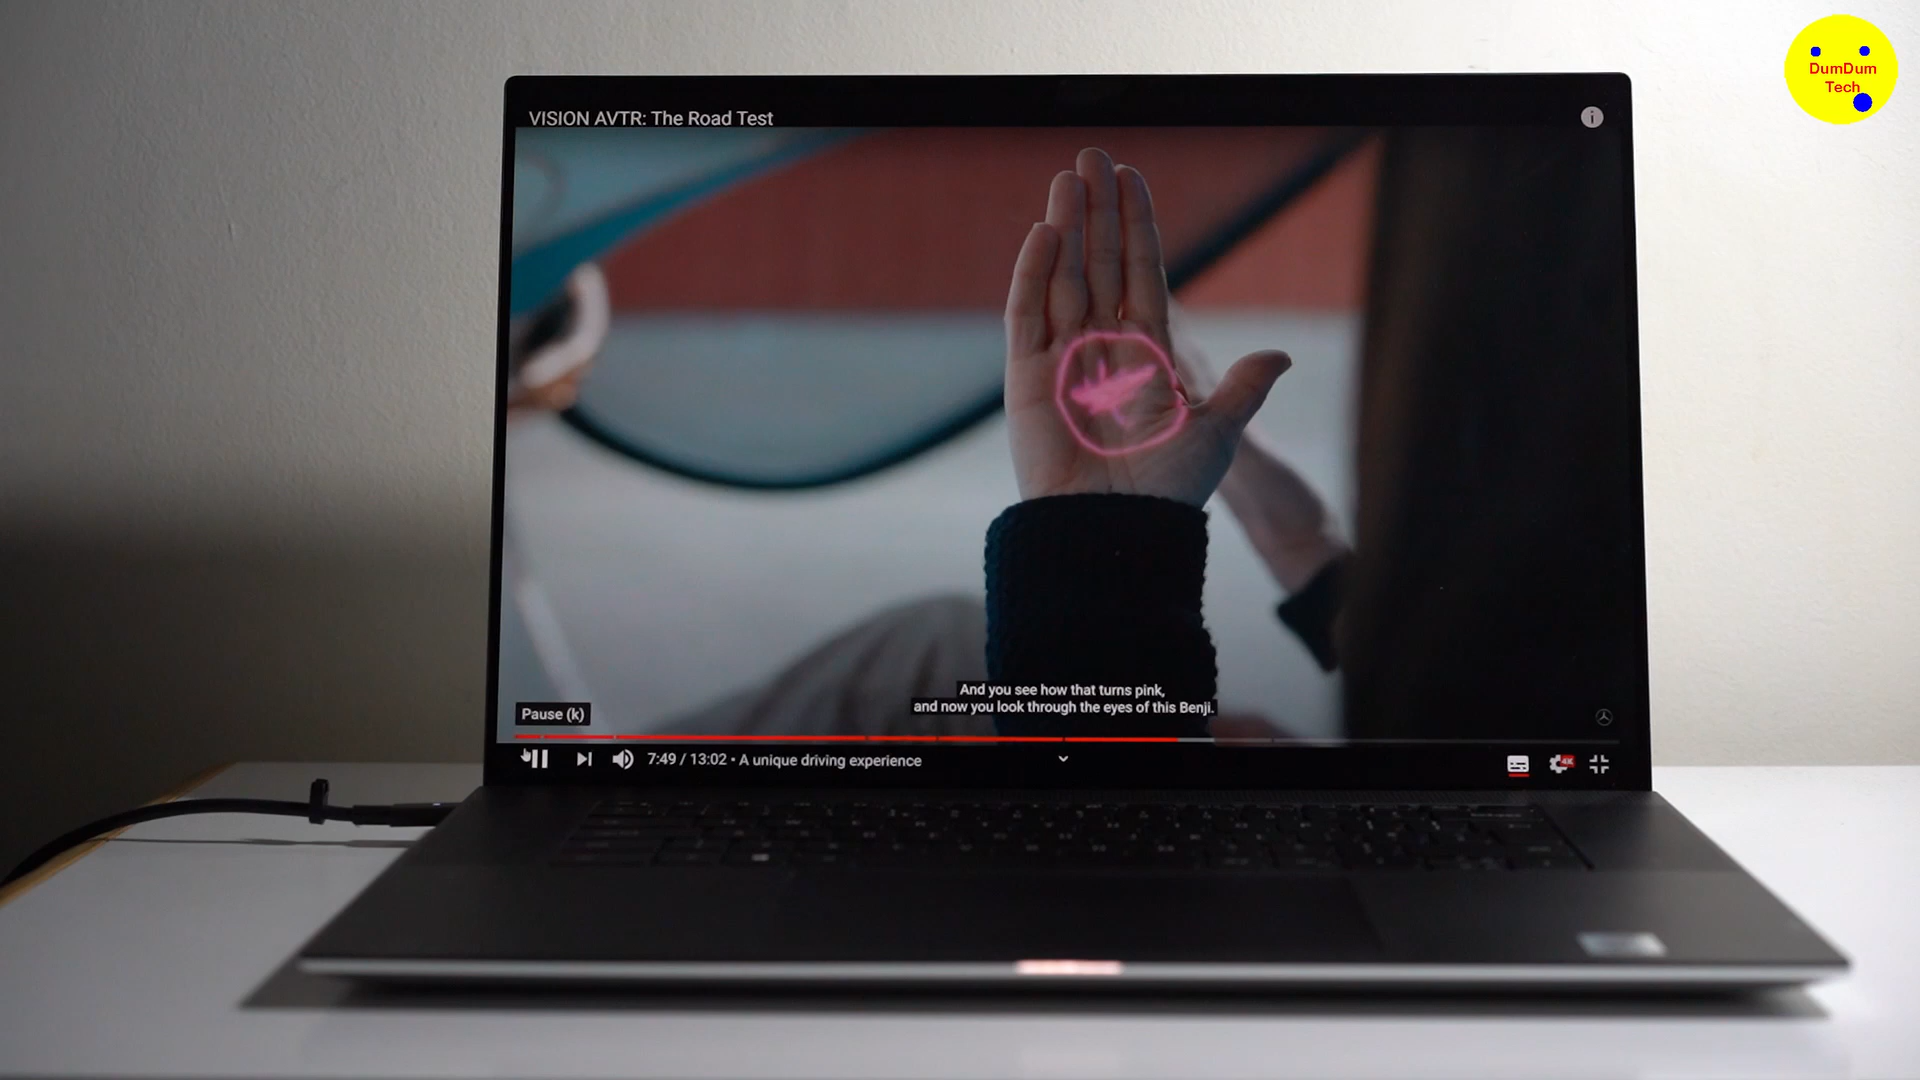 DumDum
Tech
VISION AVTR: The Road Test
i
And you see how that turns pink,
and now you look through the eyes of this Benji.
Pause (k)
7:49 / 13:02 • A unique driving experience
4K